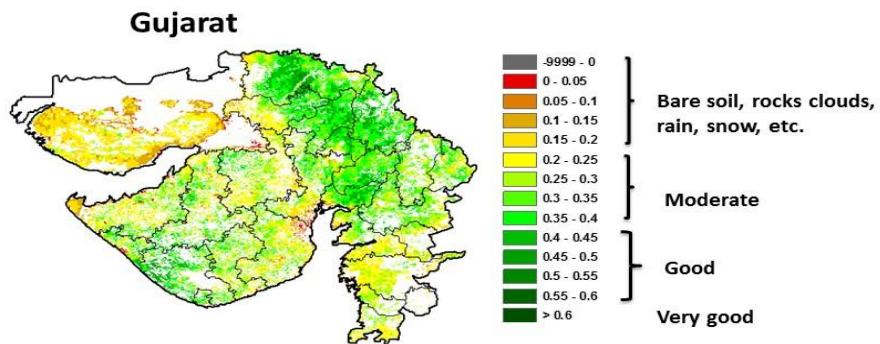 Gujarat
-9999 - 0
0 - 0.05
0.05 - 0.1
0.1 - 0.15
0.15 - 0.2
0.2 - 0.25
0.25 - 0.3
0.3 - 0.35
0.35 - 0.4
0.4 - 0.45
0.45 - 0.5
0.5 - 0.55
0.55 - 0.6
> 0.6
Bare soil, rocks clouds,
rain, snow, etc.
Moderate
Good
Very good